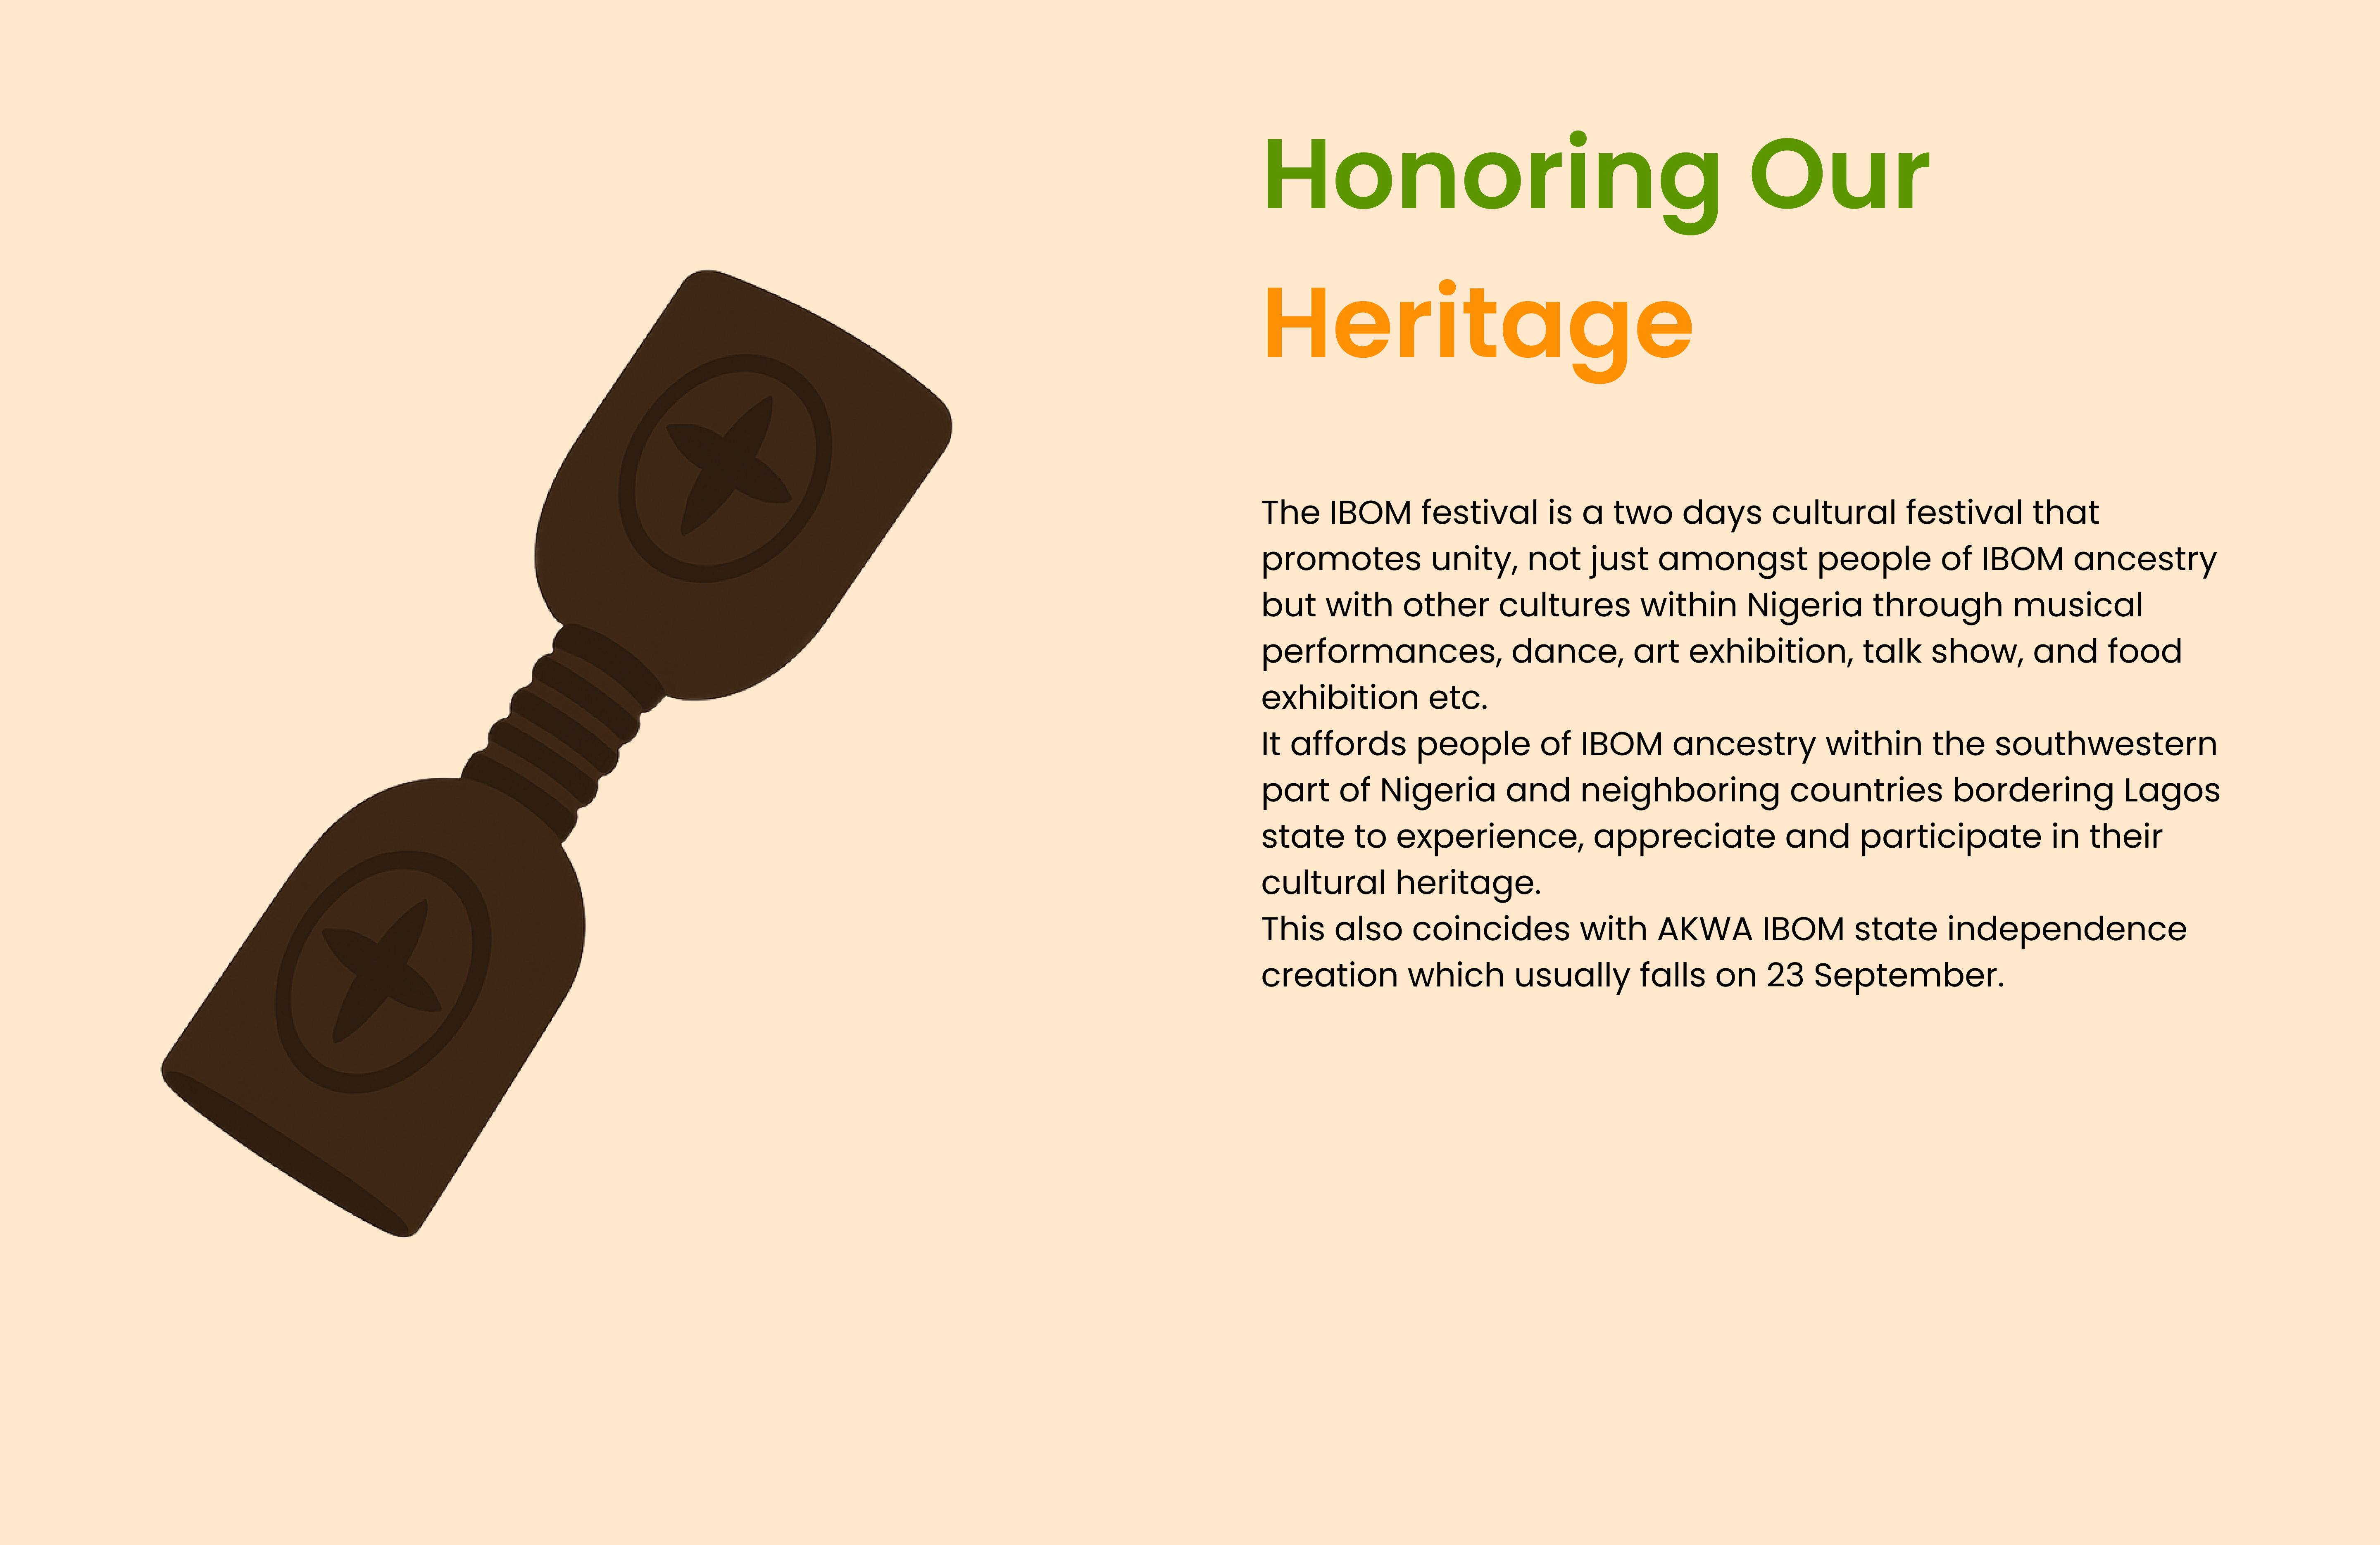 Honoring Our
Heritage
The IBOM festival is a two days cultural festival that
promotes unity, not just amongst people of IBOM ancestry
but with other cultures within Nigeria through musical
performances, dance, art exhibition, talk show, and food
exhibition etc.
It affords people of IBOM ancestry within the southwestern
part of Nigeria and neighboring countries bordering Lagos
state to experience, appreciate and participate in their
cultural heritage.
This also coincides with AKWA IBOM state independence
creation which usually falls on 23 September.